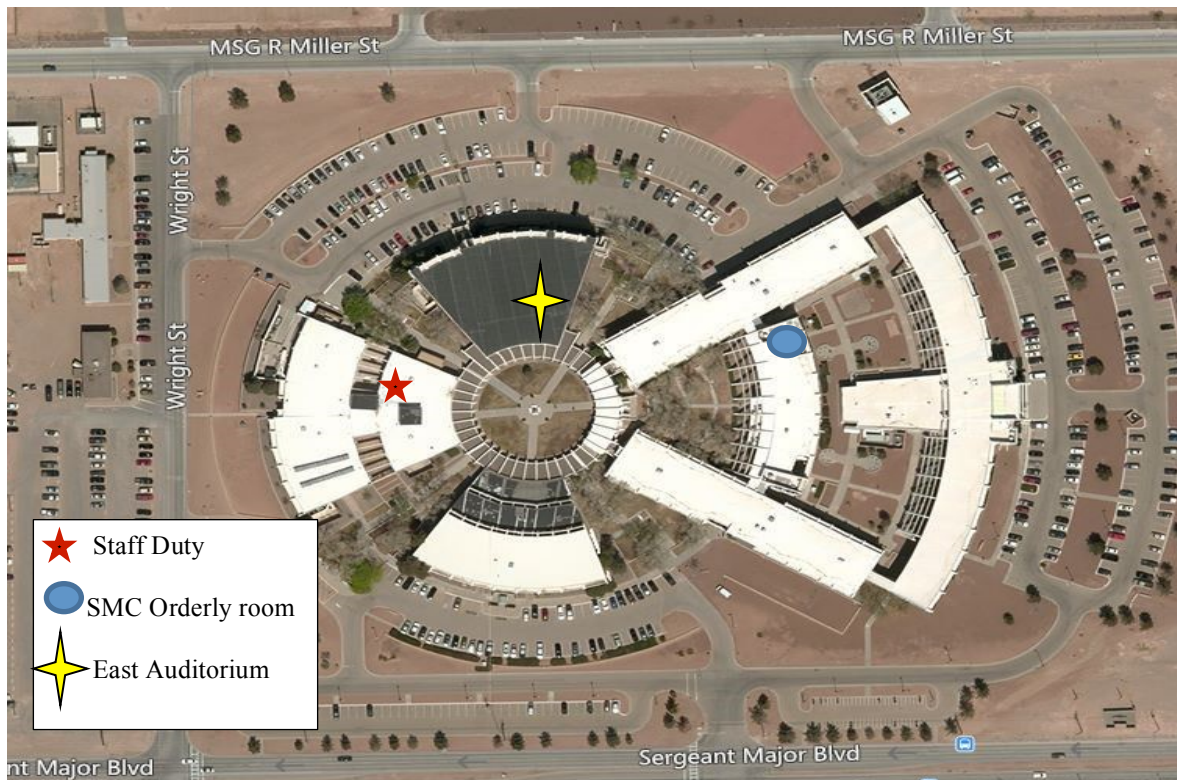 MSG R Miller St
MSG R Miller St
Wright St
Wright St
Staff Duty
SMC Orderly room
East Auditorium
Sergeant Major Blvd
nt Major Blvd